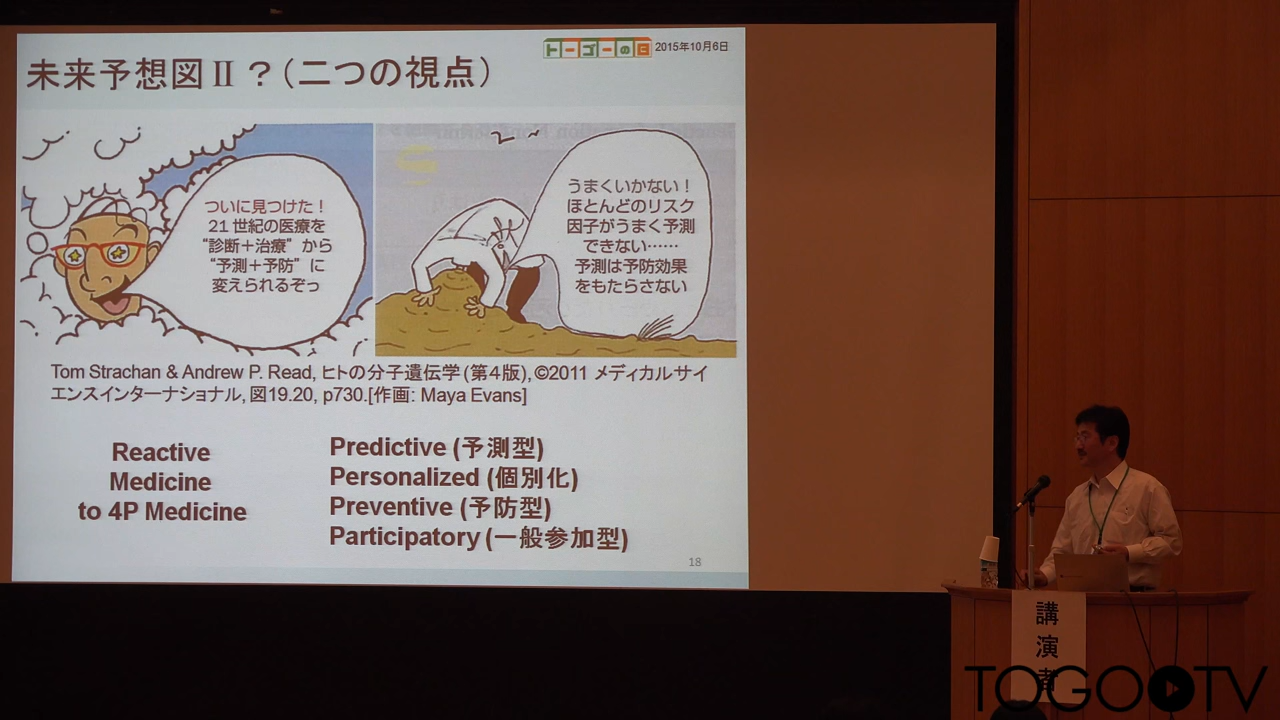 トーゴーの日 2015年10月6日
未来予想図Ⅱ？（二つの視点）
ついに見つけた！
21世紀の医療を
“診断＋治療”から
“予測＋予防”に
変えられるぞっ
うまくいかない！
ほとんどのリスク
因子がうまく予測
できない……
予測は予防効果
をもたらさない
Tom Strachan & Andrew P. Read, ヒトの分子遺伝学(第４版), ©2011 メディカルサイ
エンスインターナショナル, 図19.20, p730.[作画: Maya Evans]
Reactive
Medicine
to 4P Medicine
Predictive (予測型)
Personalized (個別化)
Preventive (予防型)
Participatory (一般参加型)
18
講演者
TOGOTV